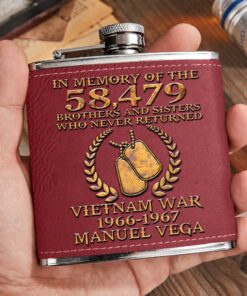 IN MEMORY OF THE
58,479
BROTHERS AND SISTERS
WHO NEVER RETURNED
VIETNAM WAR
1966-1967
MANUEL VEGA